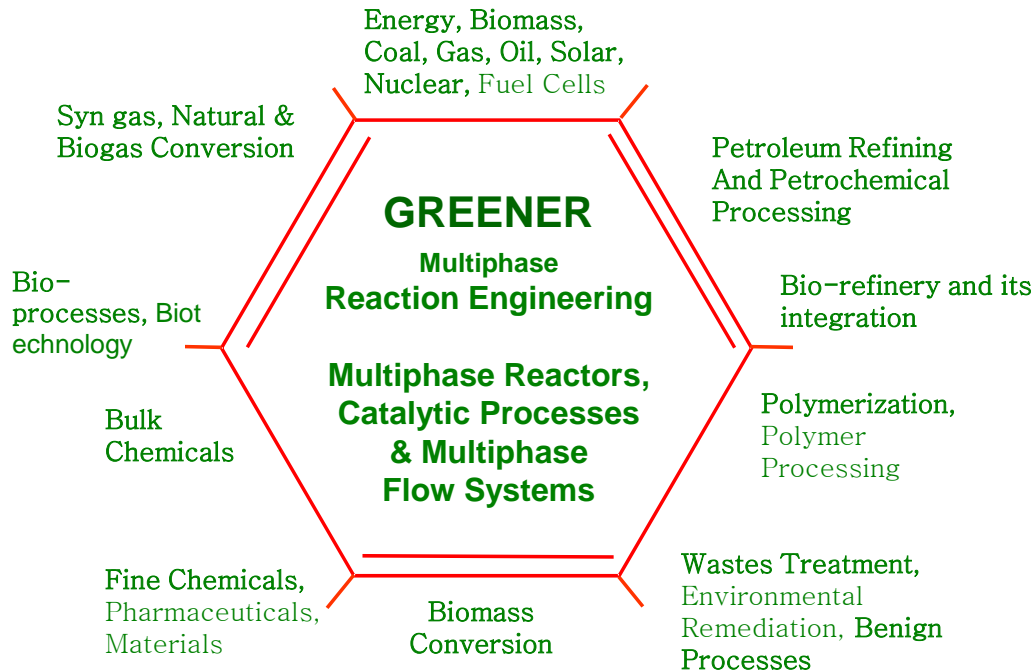 Energy, Biomass,
Coal, Gas, Oil, Solar,
Nuclear, Fuel Cells
Syn gas, Natural &
Biogas Conversion
Petroleum Refining
And Petrochemical
Processing
GREENER
Multiphase
Reaction Engineering
Bio-
processes, Biot
echnology
Bio-refinery and its
integration
Multiphase Reactors,
Catalytic Processes
& Multiphase
Flow Systems
Bulk
Chemicals
Polymerization,
Polymer
Processing
Fine Chemicals,
Pharmaceuticals,
Materials
Biomass
Conversion
Wastes Treatment,
Environmental
Remediation, Benign
Processes